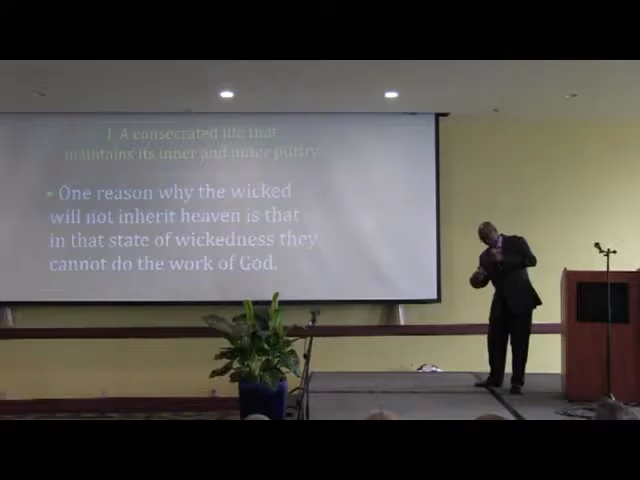 1. A consecrated life that
maintains its inner and outer purity.
One reason why the wicked
will not inherit heaven is that
in that state of wickedness they
cannot do the work of God.